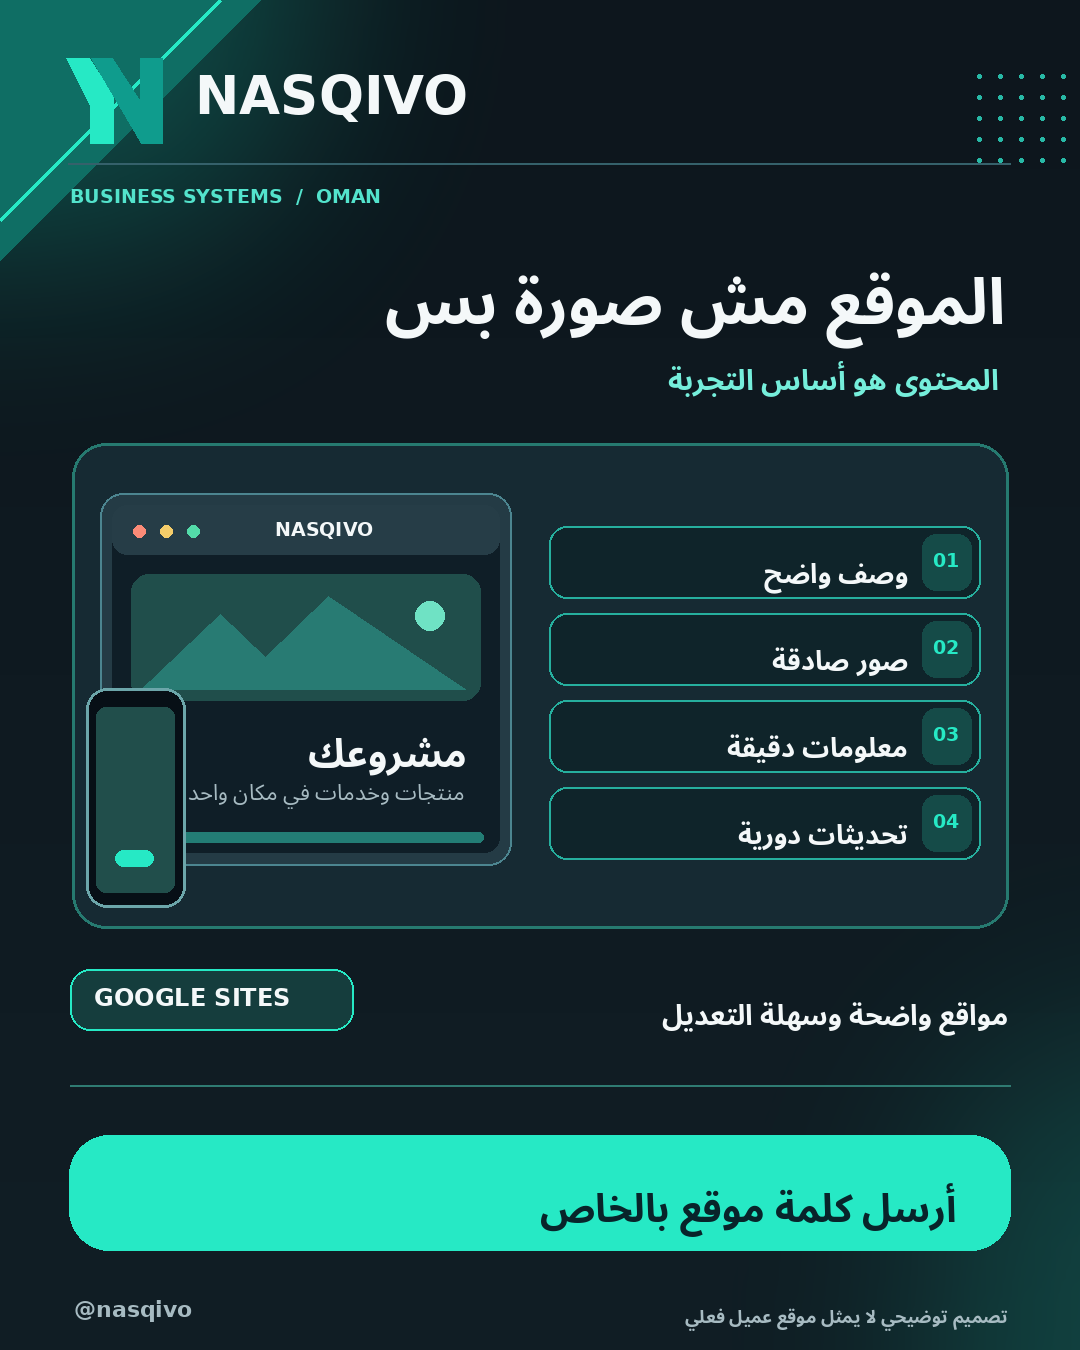 NASQIVO
BUSINESS SYSTEMS / OMAN
الموقع مش صورة بس
المحتوى هو أساس التجربة
NASQIVO
مشروعك
منتجات وخدمات في مكان واحد
01 وصف واضح
02 صور صادقة
03 معلومات دقيقة
04 تحديثات دورية
GOOGLE SITES
مواقع واضحة وسهلة التعديل
أرسل كلمة موقع بالخاص
@nasqivo
تصميم توضيحي لا يمثل موقع عميل فعلي